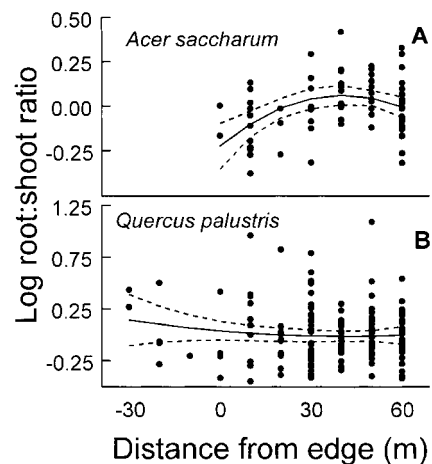 0.50
Acer saccharum
A
0.25
0.00
-0.25
Log root:shoot ratio
1.25
Quercus palustris
B
0.75
0.25
-0.25
-30 0 30 60
Distance from edge (m)